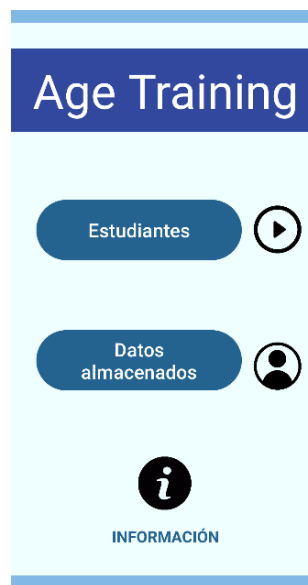 Age Training
Estudiantes
Datos
almacenados
INFORMACIÓN